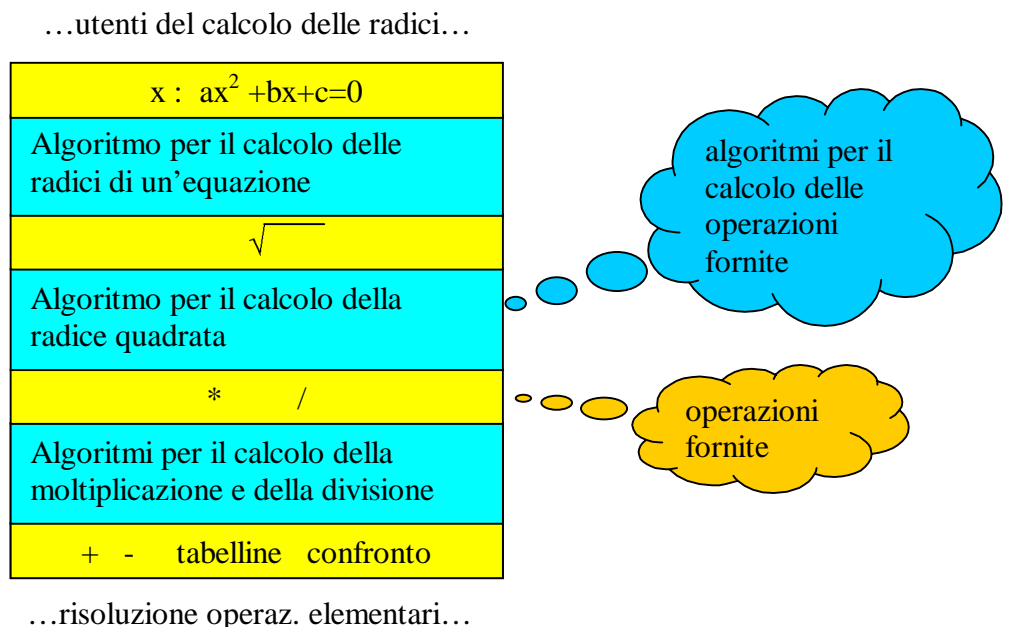 …utenti del calcolo delle radici…
x : ax² +bx+c=0
Algoritmo per il calcolo delle
radici di un’equazione
√
Algoritmo per il calcolo della
radice quadrata
* /
Algoritmi per il calcolo della
moltiplicazione e della divisione
+ - tabelline confronto
…risoluzione operaz. elementari…
algoritmi per il
calcolo delle
operazioni
fornite
operazioni
fornite